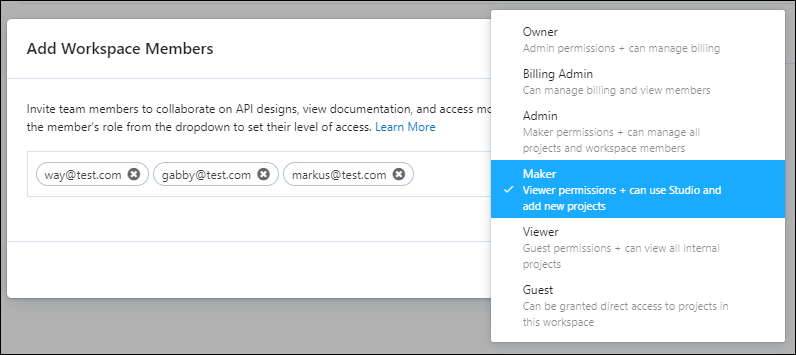 Add Workspace Members
Invite team members to collaborate on API designs, view documentation, and access
the member's role from the dropdown to set their level of access. Learn More
way@test.com
gabby@test.com
markus@test.com
Owner
Admin permissions + can manage billing
Billing Admin
Can manage billing and view members
Admin
Maker permissions + can manage all
projects and workspace members
Maker
Viewer permissions + can use Studio and
add new projects
Viewer
Guest permissions + can view all internal
projects
Guest
Can be granted direct access to projects in
this workspace